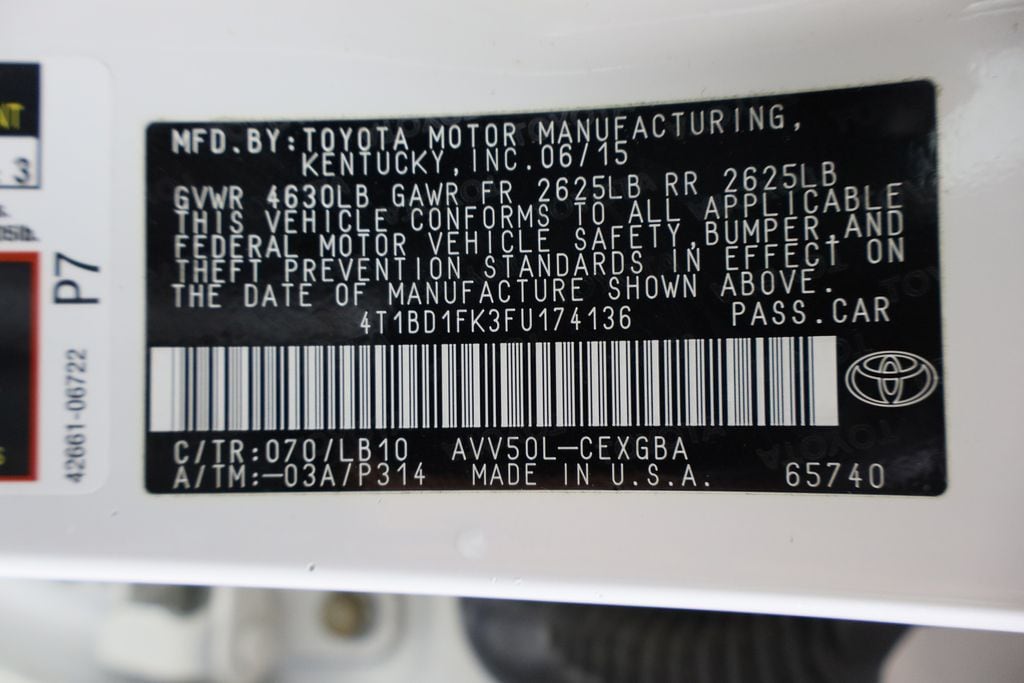 MFD.BY:TOYOTA MOTOR MANUFACTURING,
KENTUCKY,INC.06/15
GVWR 4630LB GAWR FR 2625LB RR 2625LB
THIS VEHICLE CONFORMS TO ALL APPLICABLE
FEDERAL MOTOR VEHICLE SAFETY,BUMPER,AND
THEFT PREVENTION STANDARDS IN EFFECT ON
THE DATE OF MANUFACTURE SHOWN ABOVE.
4T1BD1FK3FU174136 PASS.CAR
C/TR:070/LB10 AVV50L-CEXGBA
A/TM:-03A/P314 MADE IN U.S.A. 65740
P7
42661-06722
3